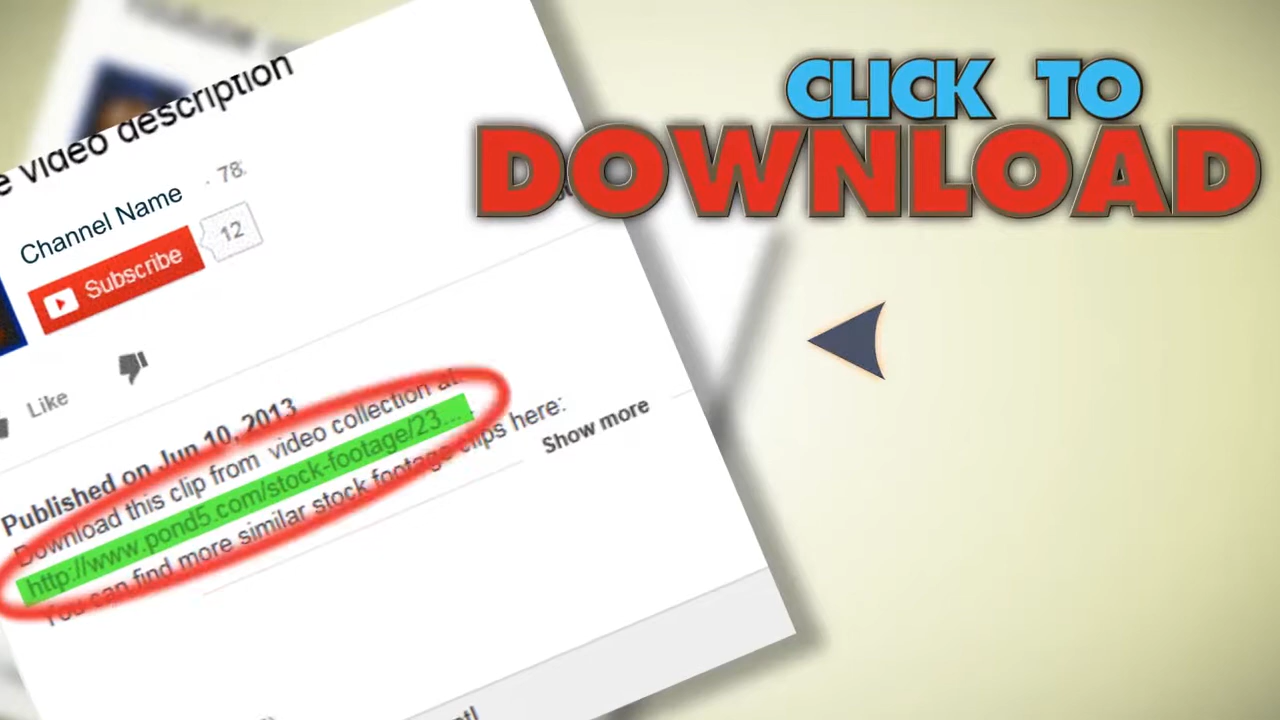 CLICK TO
DOWNLOAD
e video description
Channel Name
78
Subscribe
12
Like
Published on Jun 10, 2013
Download this clip from video collection at
http://www.pond5.com/stock-footage/23...
You can find more similar stock footage clips here:
Show more